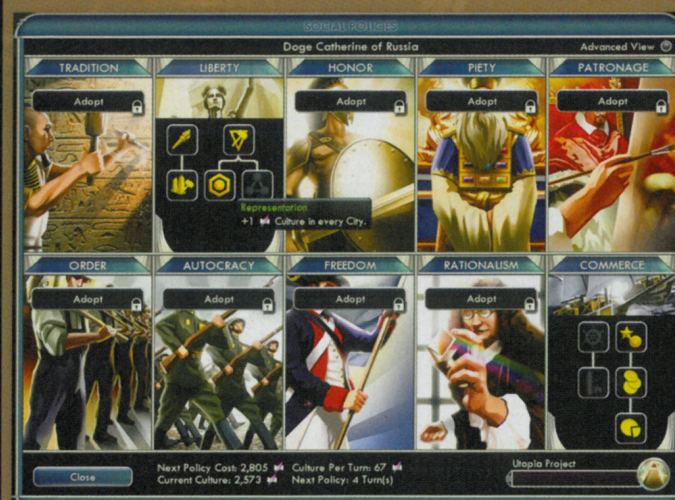 SOCIAL POLICIES
Doge Catherine of Russia
Advanced View
TRADITION
LIBERTY
HONOR
PIETY
PATRONAGE
Adopt
Adopt
Adopt
Adopt
Representation
+1 Culture in every City.
ORDER
AUTOCRACY
FREEDOM
RATIONALISM
COMMERCE
Adopt
Adopt
Adopt
Adopt
Close
Next Policy Cost: 2,805
Culture Per Turn: 67
Current Culture: 2,573
Next Policy: 4 Turn(s)
Utopia Project